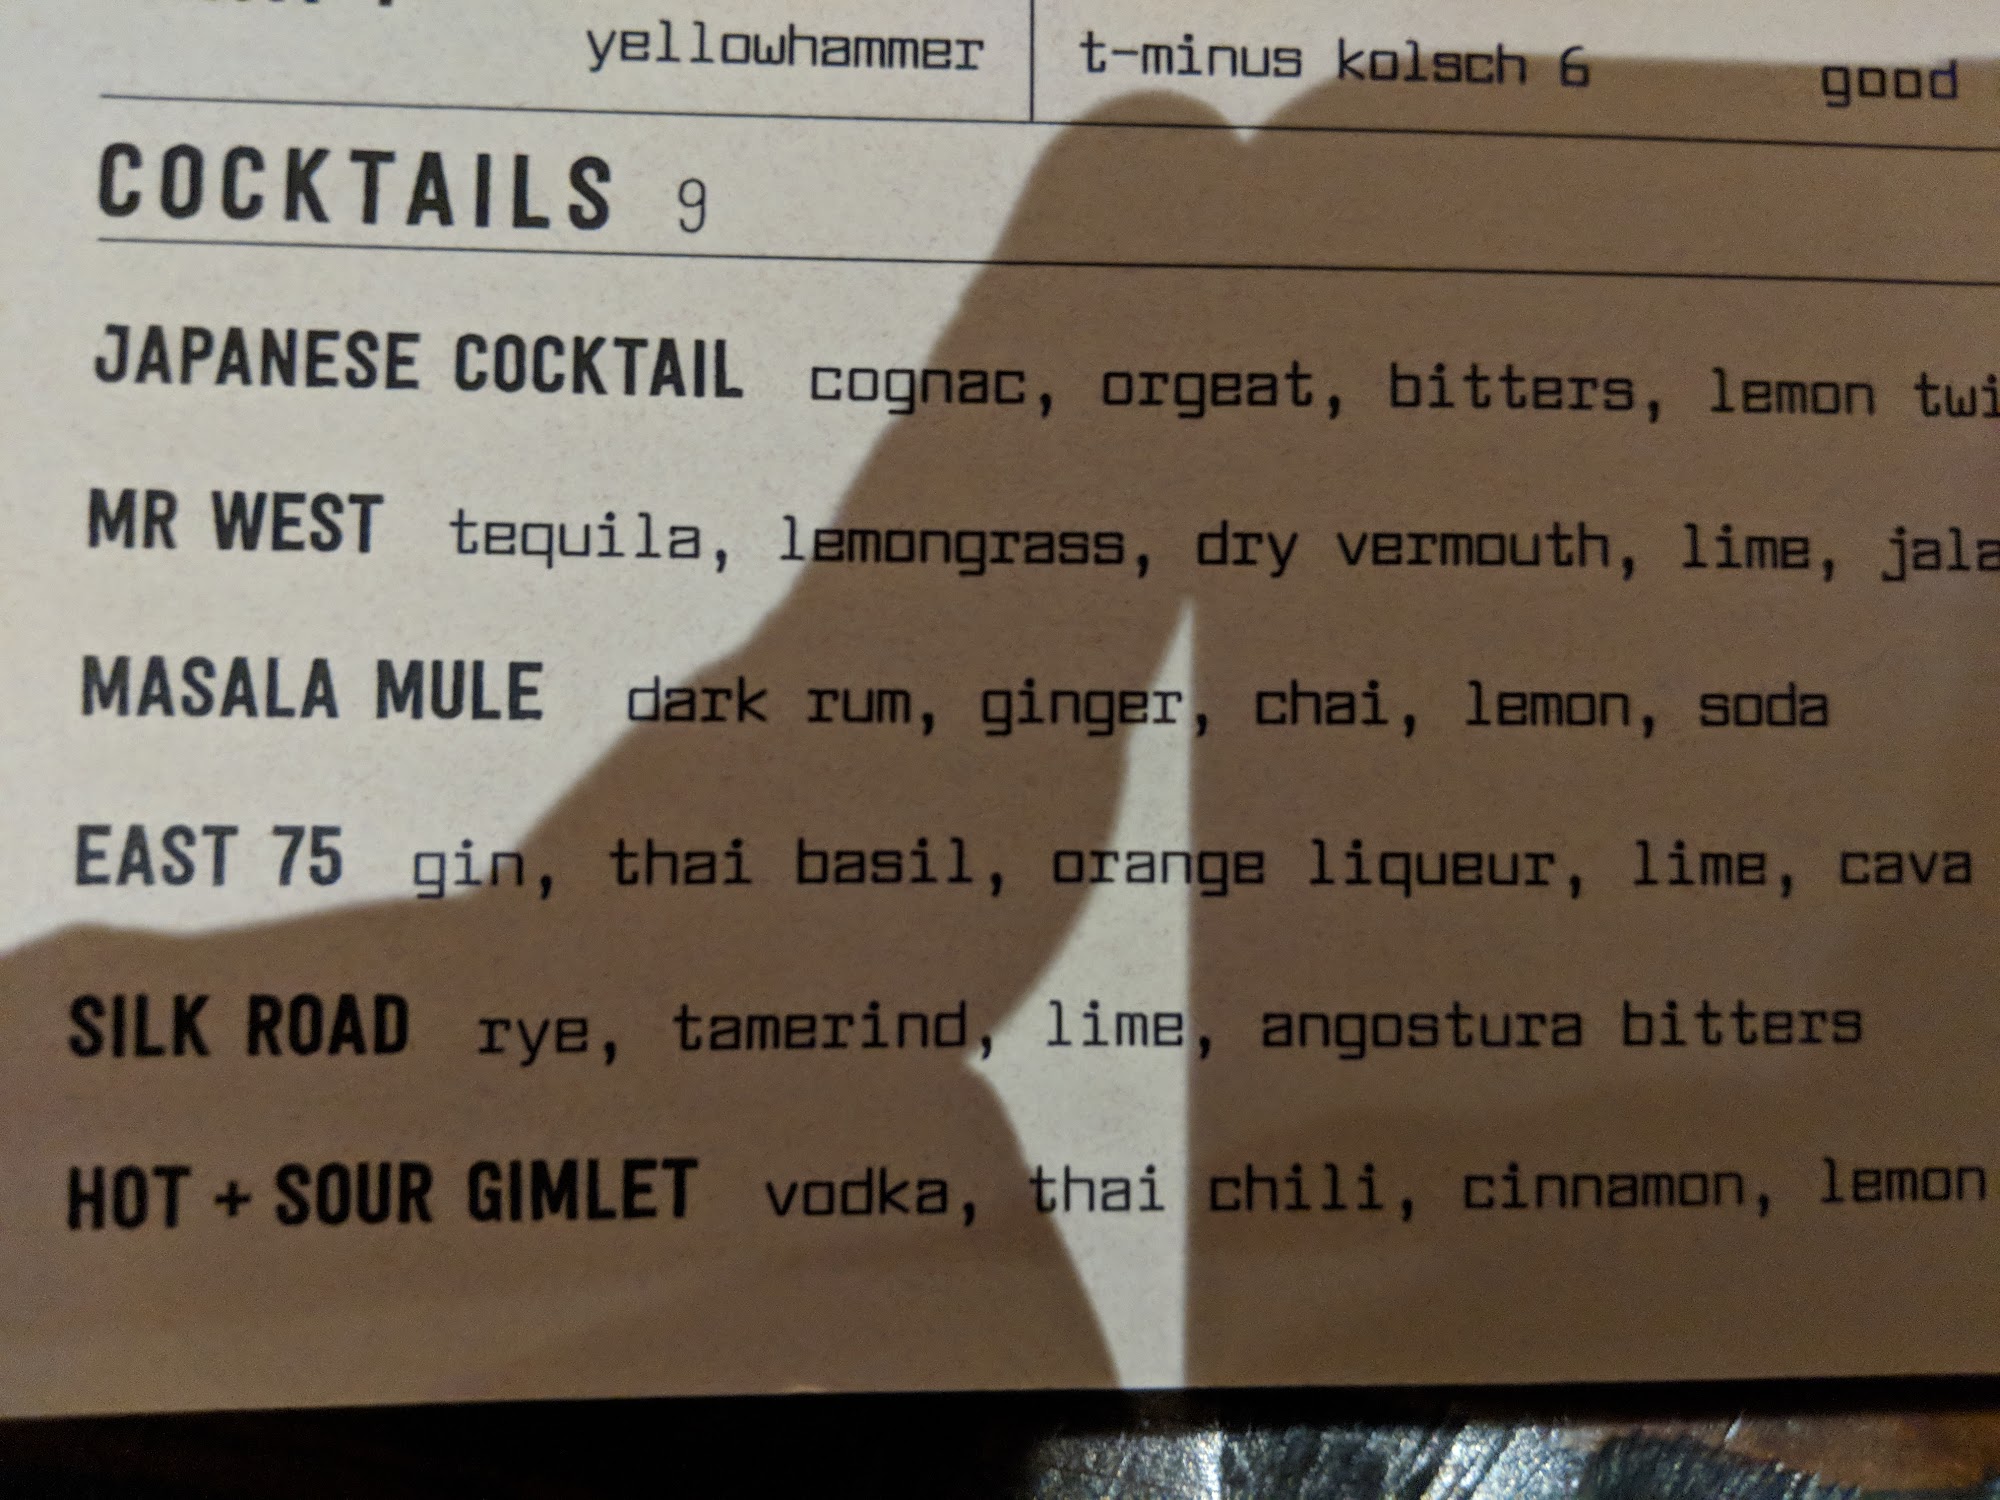 yellowhammer t-minus kolsch 6 good
COCKTAILS 9
JAPANESE COCKTAIL cognac, orgeat, bitters, lemon twi
MR WEST tequila, lemongrass, dry vermouth, lime, jala
MASALA MULE dark rum, ginger, chai, lemon, soda
EAST 75 gin, thai basil, orange liqueur, lime, cava
SILK ROAD rye, tamerind, lime, angostura bitters
HOT + SOUR GIMLET vodka, thai chili, cinnamon, lemon